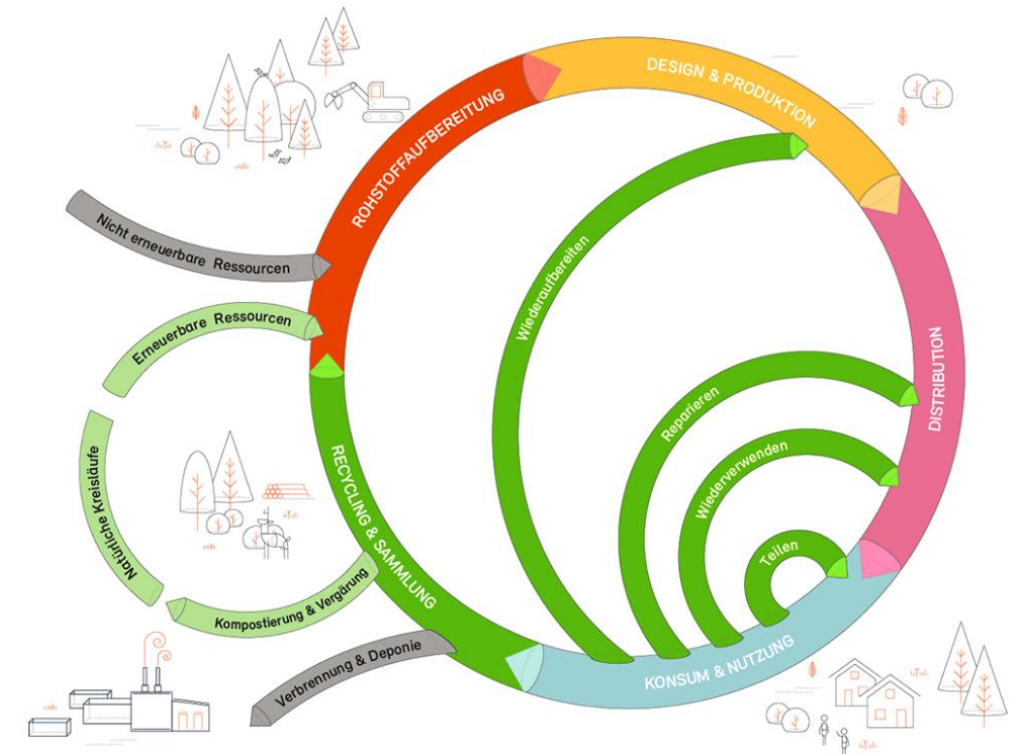 DESIGN & PRODUKTION
ROHSTOFFAUFBEREITUNG
Nicht erneuerbare Ressourcen
Wiederaufbereiten
Erneuerbare Ressourcen
DISTRIBUTION
Reparieren
Wiederverwenden
Natürliche Kreisläufe
RECYCLING & SAMMLUNG
Teilen
Kompostierung & Vergärung
Verbrennung & Deponie
KONSUM & NUTZUNG